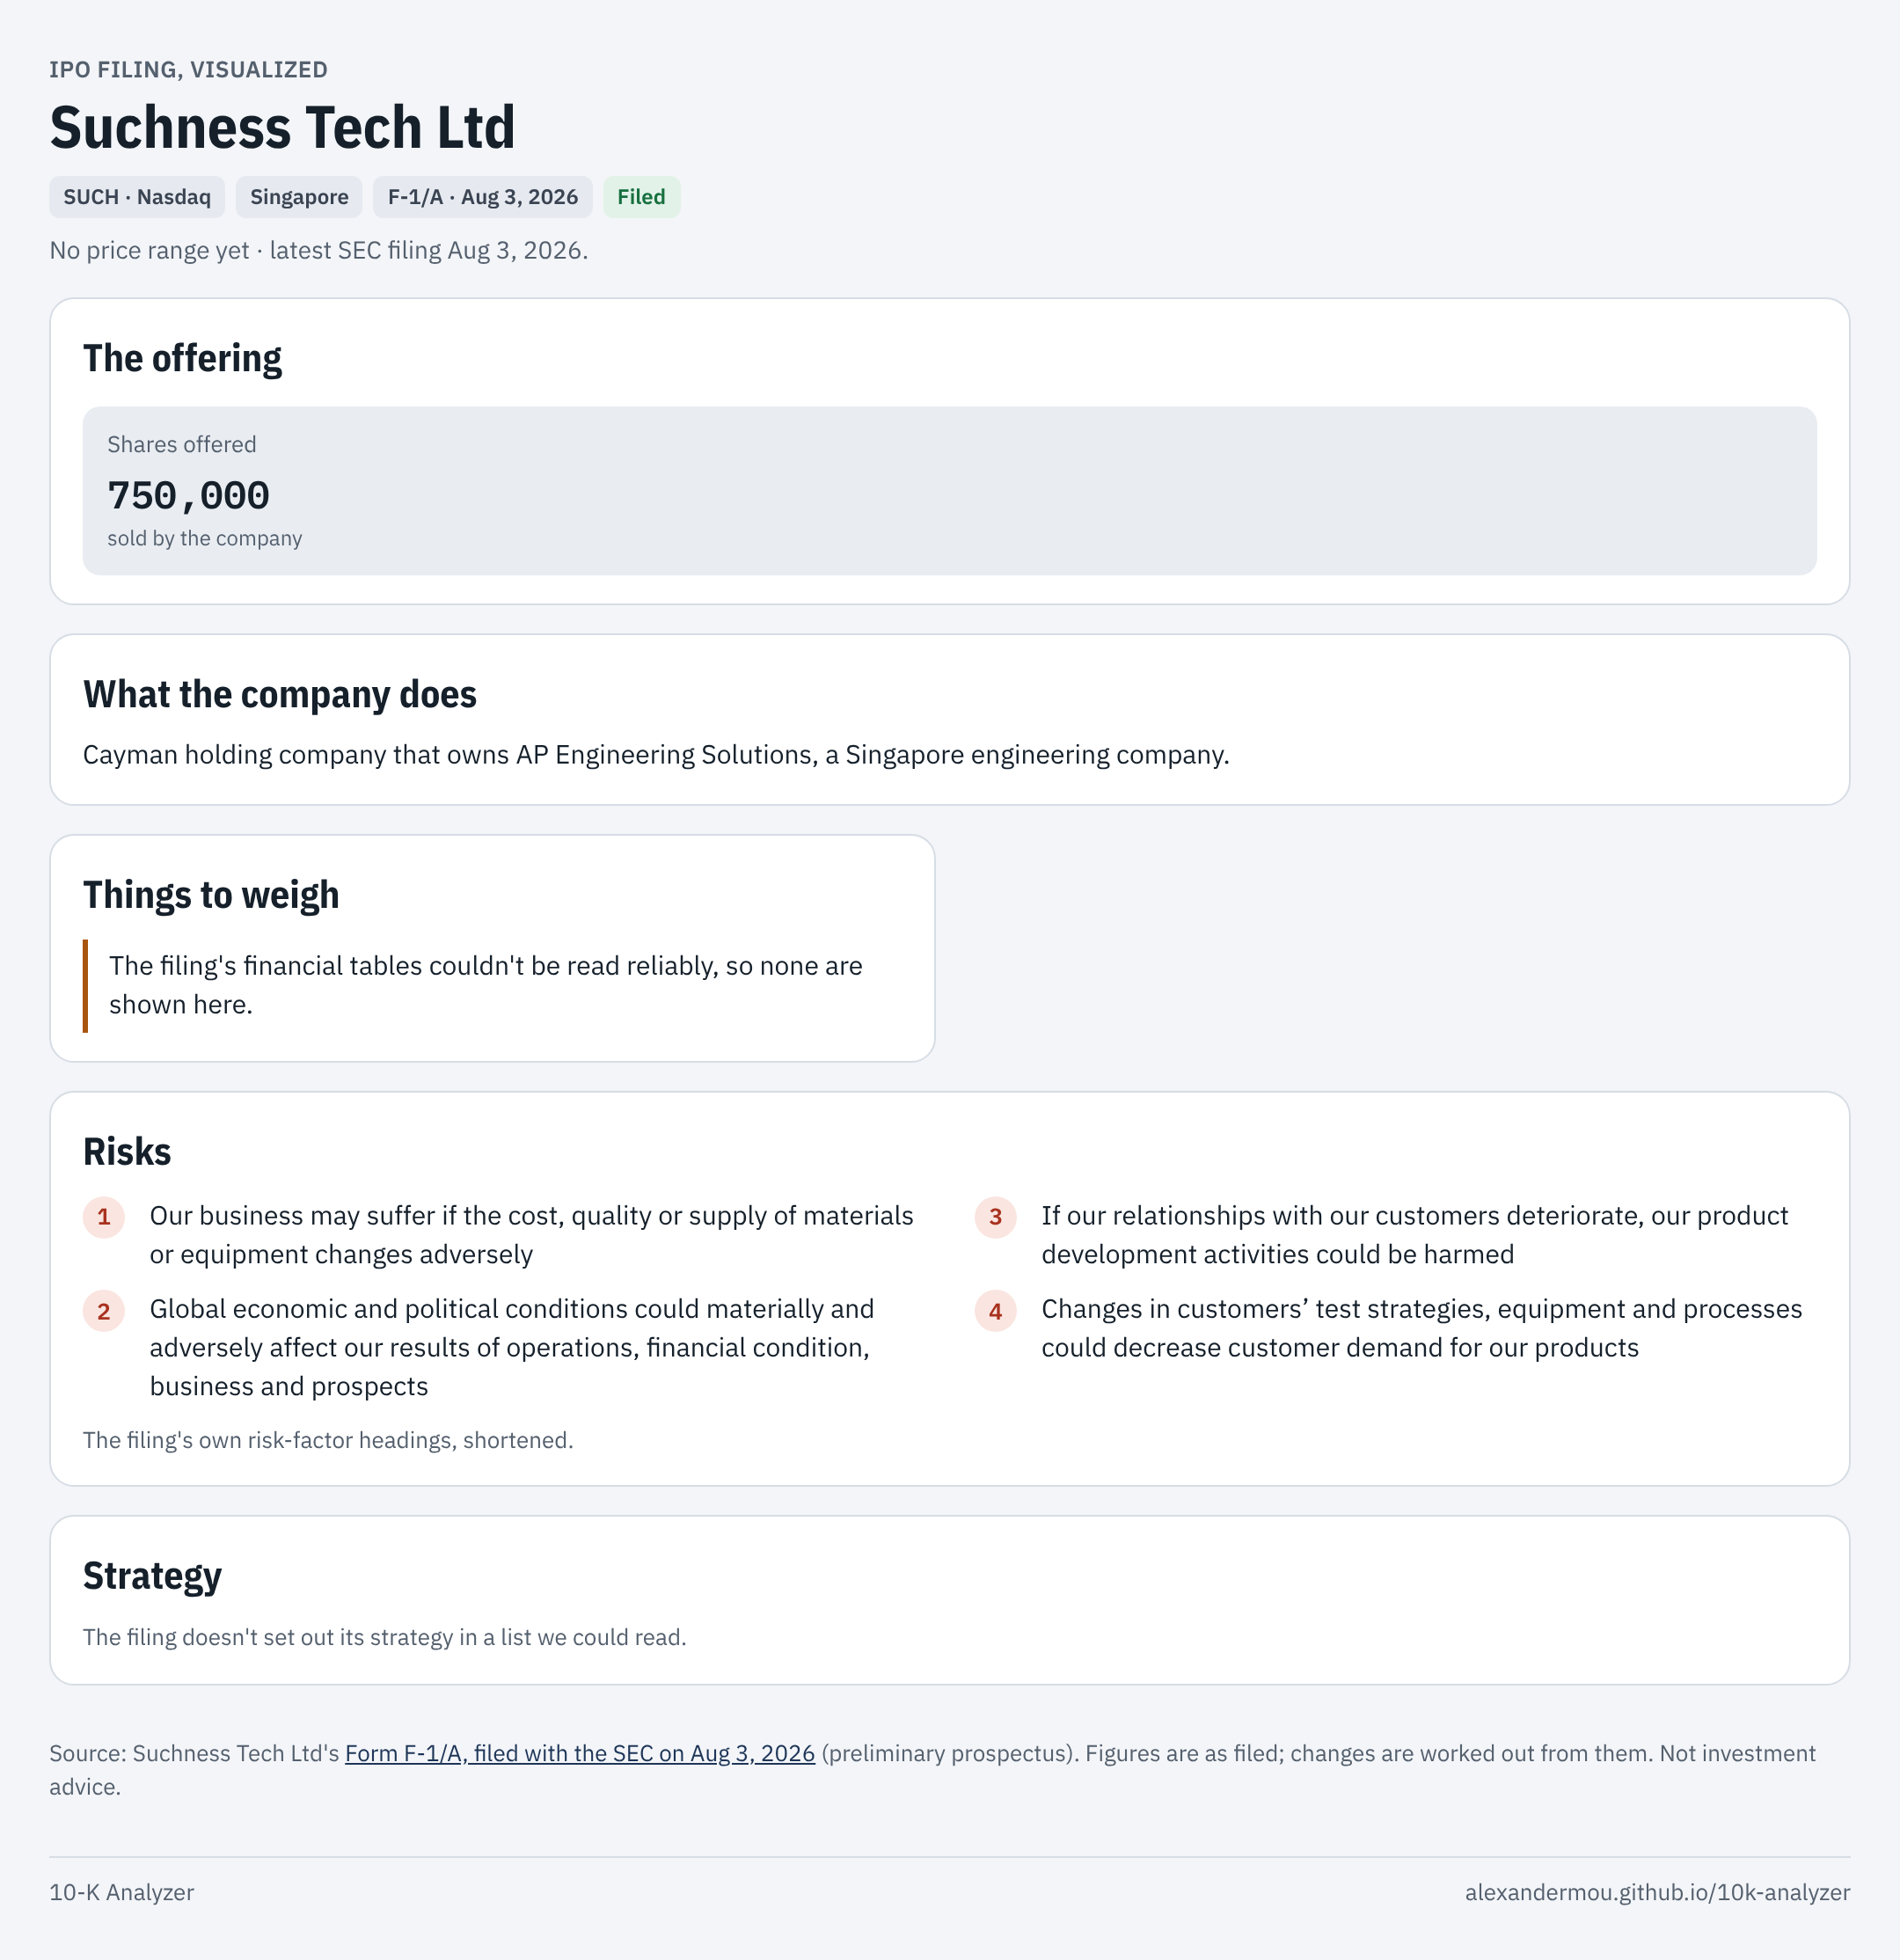 IPO FILING, VISUALIZED
Suchness Tech Ltd
SUCH · Nasdaq
Singapore
F-1/A · Aug 3, 2026
Filed
No price range yet · latest SEC filing Aug 3, 2026.
The offering
Shares offered
750,000
sold by the company
What the company does
Cayman holding company that owns AP Engineering Solutions, a Singapore engineering company.
Things to weigh
The filing's financial tables couldn't be read reliably, so none are
shown here.
Risks
1 Our business may suffer if the cost, quality or supply of materials
or equipment changes adversely
2 Global economic and political conditions could materially and
adversely affect our results of operations, financial condition,
business and prospects
3 If our relationships with our customers deteriorate, our product
development activities could be harmed
4 Changes in customers’ test strategies, equipment and processes
could decrease customer demand for our products
The filing's own risk-factor headings, shortened.
Strategy
The filing doesn't set out its strategy in a list we could read.
Source: Suchness Tech Ltd's Form F-1/A, filed with the SEC on Aug 3, 2026 (preliminary prospectus). Figures are as filed; changes are worked out from them. Not investment
advice.
10-K Analyzer
alexandermou.github.io/10k-analyzer